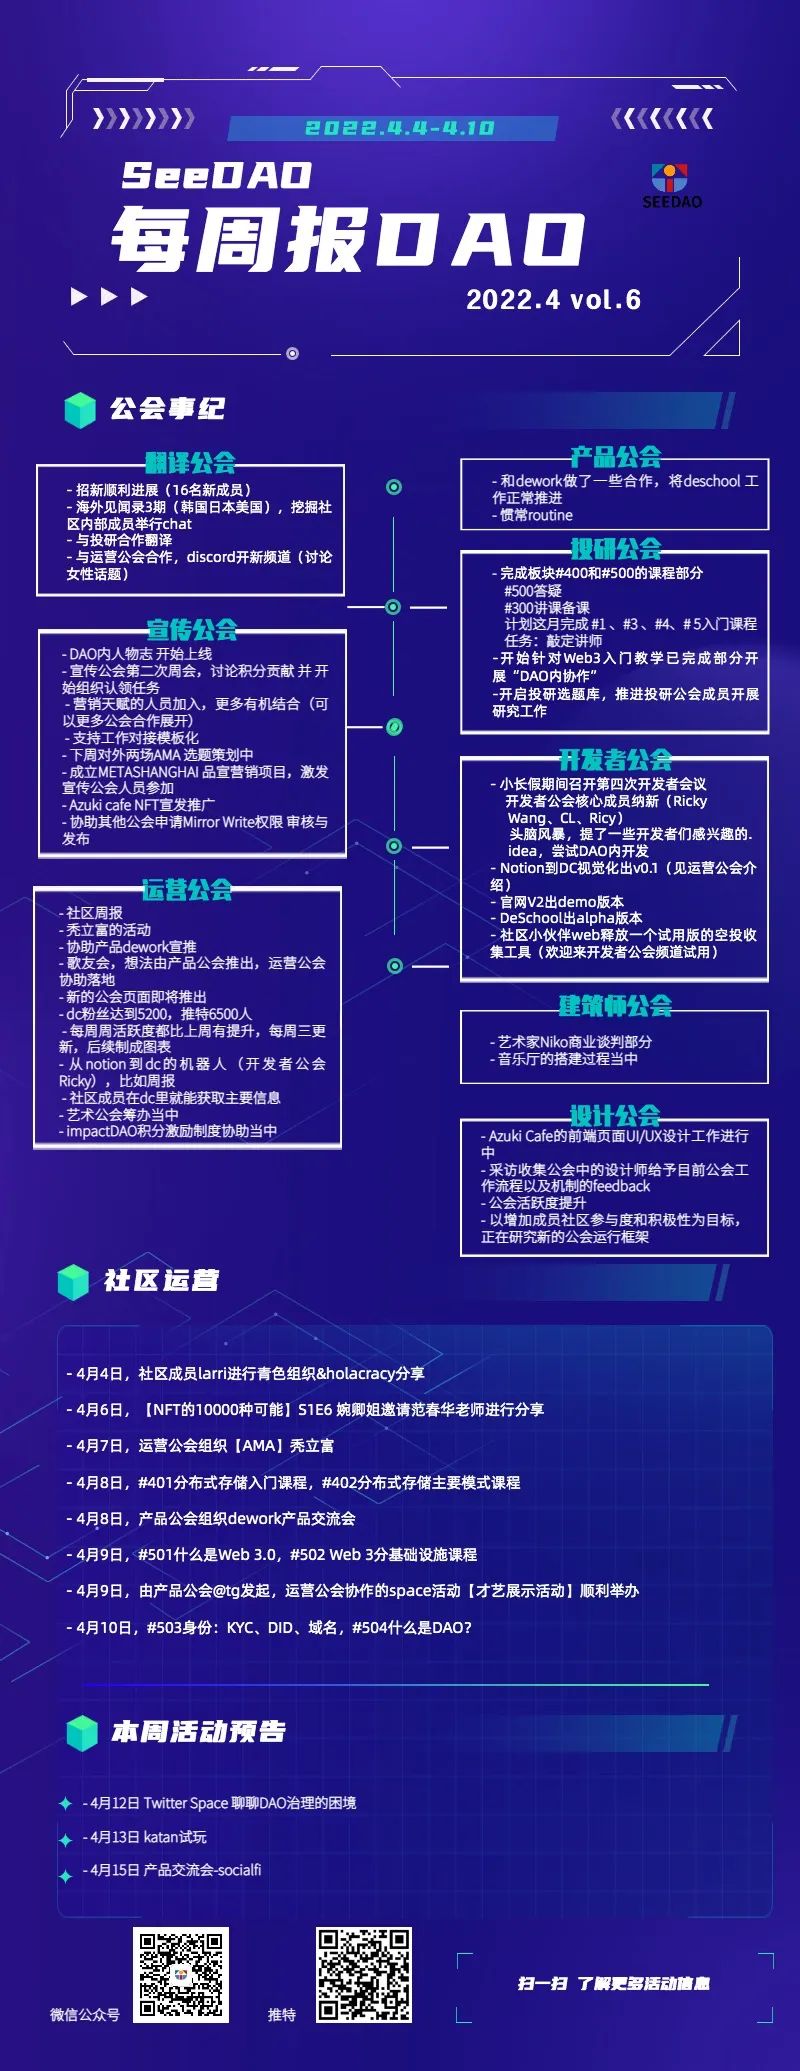 2022.4.4-4.10
SeeDAO
SEEDAO
每周报DAO
2022.4 vol.6
公会事纪
翻译公会
- 招新顺利进展（16名新成员）
- 海外见闻录3期（韩国日本美国），挖掘社
区内部成员举行chat
- 与投研合作翻译
- 与运营公会合作，discord开新频道（讨论
女性话题）
宣传公会
- DAO内人物志 开始上线
- 宣传公会第二次周会，讨论积分贡献 并 开
始组织认领任务
- 营销天赋的人员加入，更多有机结合（可
以更多公会合作展开）
- 支持工作对接模板化
- 下周对外两场AMA 选题策划中
- 成立METASHANGHAI 品宣营销项目，激发
宣传公会人员参加
- Azuki cafe NFT宣发推广
- 协助其他公会申请Mirror Write权限 审核与
发布
运营公会
- 社区周报
- 秃立富的活动
- 协助产品dework宣推
- 歌友会，想法由产品公会推出，运营公会
协助落地
- 新的公会页面即将推出
- dc粉丝达到5200，推特6500人
- 每周周活跃度都比上周有提升，每周三更
新，后续制成图表
- 从notion到dc的机器人（开发者公会
Ricky），比如周报
- 社区成员在dc里就能获取主要信息
- 艺术公会筹办当中
- impactDAO积分激励制度协助当中
产品公会
- 和dework做了一些合作，将deschool 工
作正常推进
- 惯常routine
投研公会
- 完成板块#400和#500的课程部分
#500答疑
#300讲课备课
计划这月完成 #1 、#3 、#4、# 5入门课程
任务：敲定讲师
-开始针对Web3入门教学已完成部分开
展“DAO内协作”
-开启投研选题库，推进投研公会成员开展
研究工作
开发者公会
- 小长假期间召开第四次开发者会议
开发者公会核心成员纳新（Ricky
Wang、CL、Ricy）
头脑风暴，提了一些开发者们感兴趣的.
idea，尝试DAO内开发
- Notion到DC视觉化出v0.1（见运营公会介
绍）
- 官网V2出demo版本
- DeSchool出alpha版本
- 社区小伙伴web释放一个试用版的空投收
集工具（欢迎来开发者公会频道试用）
建筑师公会
- 艺术家Niko商业谈判部分
- 音乐厅的搭建过程当中
设计公会
- Azuki Cafe的前端页面UI/UX设计工作进行
中
- 采访收集公会中的设计师给予目前公会工
作流程以及机制的feedback
- 公会活跃度提升
- 以增加成员社区参与度和积极性为目标，
正在研究新的公会运行框架
社区运营
- 4月4日，社区成员larri进行青色组织&holacracy分享
- 4月6日，【NFT的10000种可能】S1E6 婉卿姐邀请范春华老师进行分享
- 4月7日，运营公会组织【AMA】秃立富
- 4月8日，#401分布式存储入门课程，#402分布式存储主要模式课程
- 4月8日，产品公会组织dework产品交流会
- 4月9日，#501什么是Web 3.0，#502 Web 3分基础设施课程
- 4月9日，由产品公会@tg发起，运营公会协作的space活动【才艺展示活动】顺利举办
- 4月10日，#503身份：KYC、DID、域名，#504什么是DAO？
本周活动预告
- 4月12日 Twitter Space 聊聊DAO治理的困境
- 4月13日 katan试玩
- 4月15日 产品交流会-socialfi
微信公众号
推特
扫一扫 了解更多活动信息